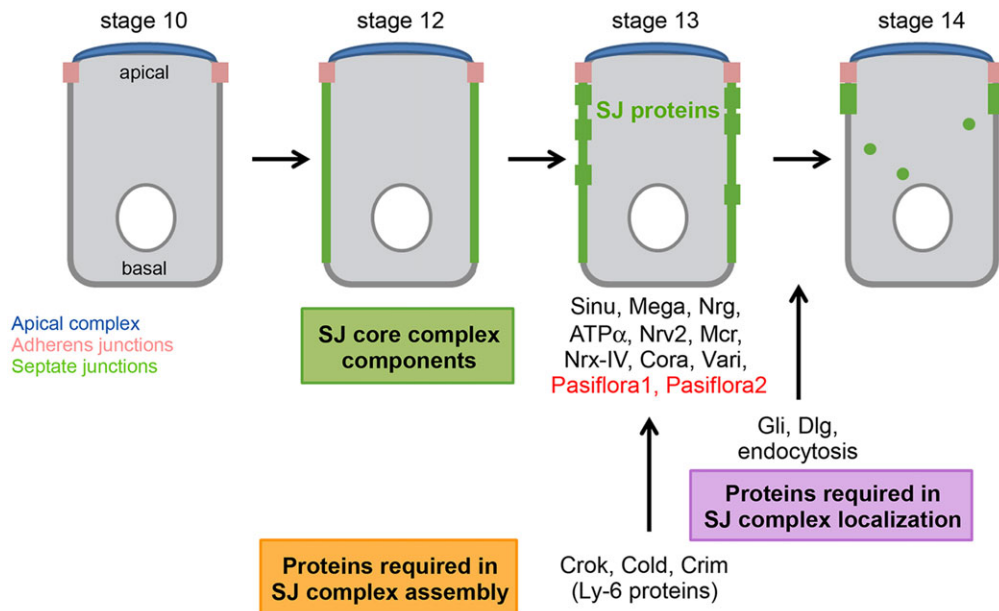 stage 10
stage 12
stage 13
stage 14
apical
SJ proteins
basal
Apical complex
Adherens junctions
Septate junctions
SJ core complex
components
Sinu, Mega, Nrg,
ATPα, Nrv2, Mcr,
Nrx-IV, Cora, Vari,
Pasiflora1, Pasiflora2
Gli, Dlg,
endocytosis
Proteins required in
SJ complex localization
Proteins required in
SJ complex assembly
Crok, Cold, Crim
(Ly-6 proteins)